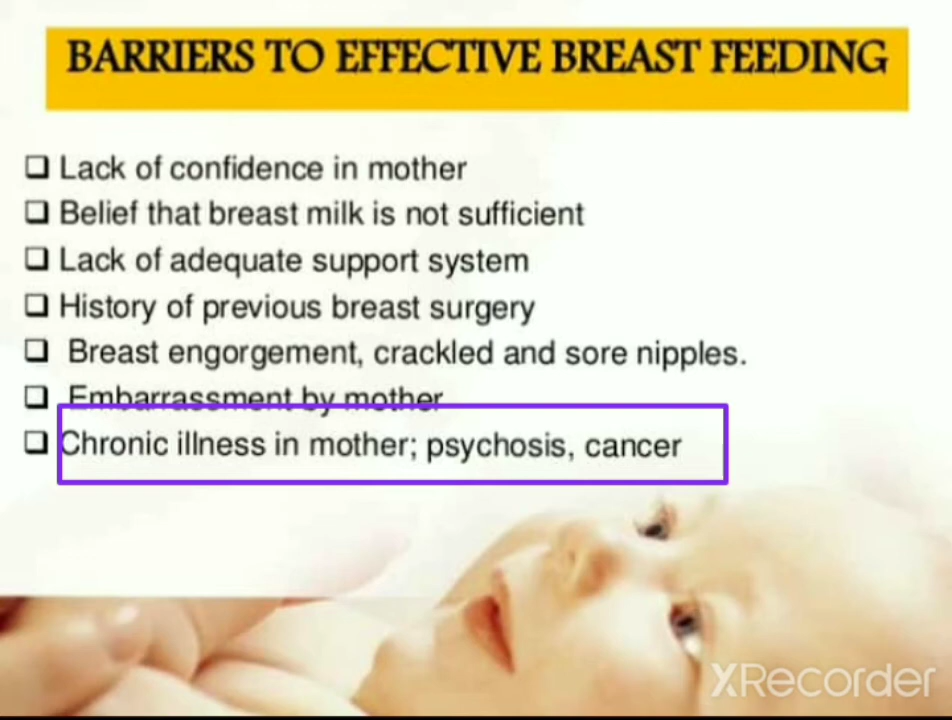 BARRIERS TO EFFECTIVE BREAST FEEDING
❑ Lack of confidence in mother
❑ Belief that breast milk is not sufficient
❑ Lack of adequate support system
❑ History of previous breast surgery
❑ Breast engorgement, crackled and sore nipples.
❑ Embarrassment by mother
❑ Chronic illness in mother; psychosis, cancer
XRecorder